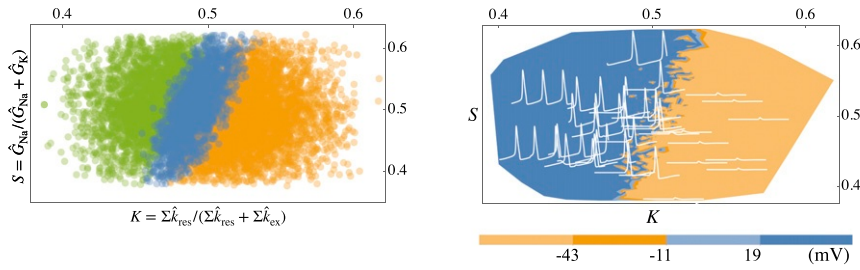 0.4 0.5 0.6
0.6
0.5
0.4
S = Ĝ_Na/(Ĝ_Na + Ĝ_K)
K = Σk̂_res/(Σk̂_res + Σk̂_ex)
0.4 0.5 0.6
0.6
0.5
0.4
S
K
-43 -11 19 (mV)